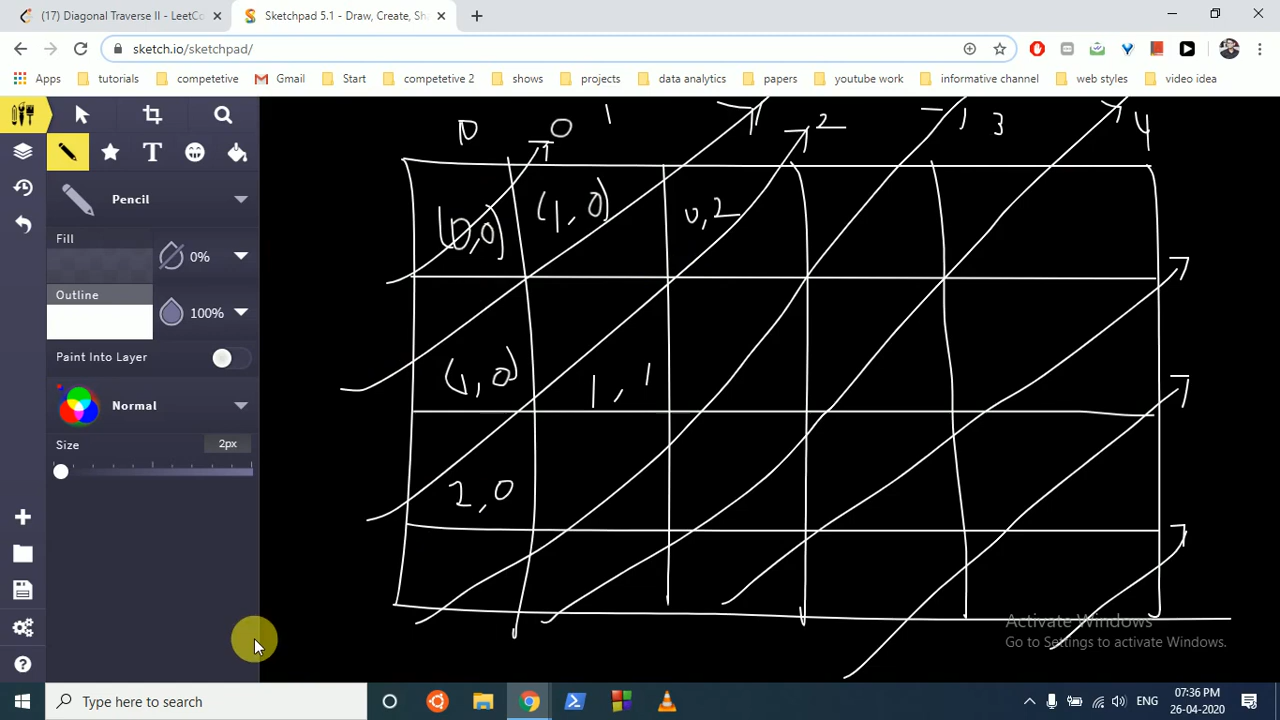 (17) Diagonal Traverse II - LeetCo
Sketchpad 5.1 - Draw, Create, Sha
sketch.io/sketchpad/
Apps tutorials competetive Gmail Start competetive 2 shows projects data analytics papers youtube work informative channel web styles video idea
0 0 1 2 3 4
(0,0) (1,0) 0,2
(1,0) 1,1
2,0
Pencil
Fill
0%
Outline
100%
Paint Into Layer
Normal
Size 2px
Activate Windows
Go to Settings to activate Windows.
Type here to search
ENG
07:36 PM
26-04-2020